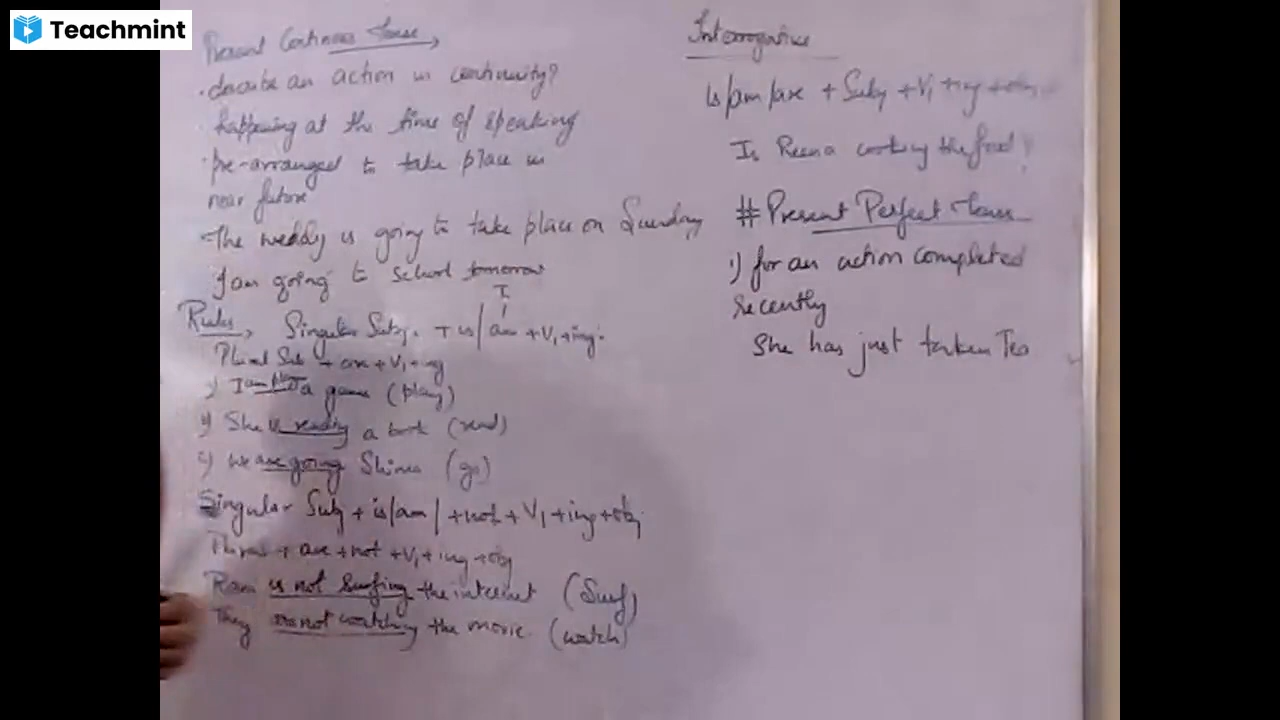 Teachmint
Present Continuous Tense
· describe an action in continuity?
· happening at the time of speaking
· pre-arranged to take place in
near future
The wedding is going to take place on Sunday
I am going to school tomorrow
I
Rules, Singular Subj. + is/am + V1+ing.
Plural Sub + are + V1+ing
a) I am playing a game (play)
b) She is reading a book (read)
c) We are going Shimla (go)
Singular Subj + is/am/ + not + V1 + ing + obj
Plural + are + not + V1 + ing + obj
Ram is not surfing the internet (Surf)
They are not watching the movie. (watch)
Interrogative
is/am/are + Subj + V1 + ing + obj
Is Reena cooking the food?
# Present Perfect Tense
1) for an action completed
recently
She has just taken Tea